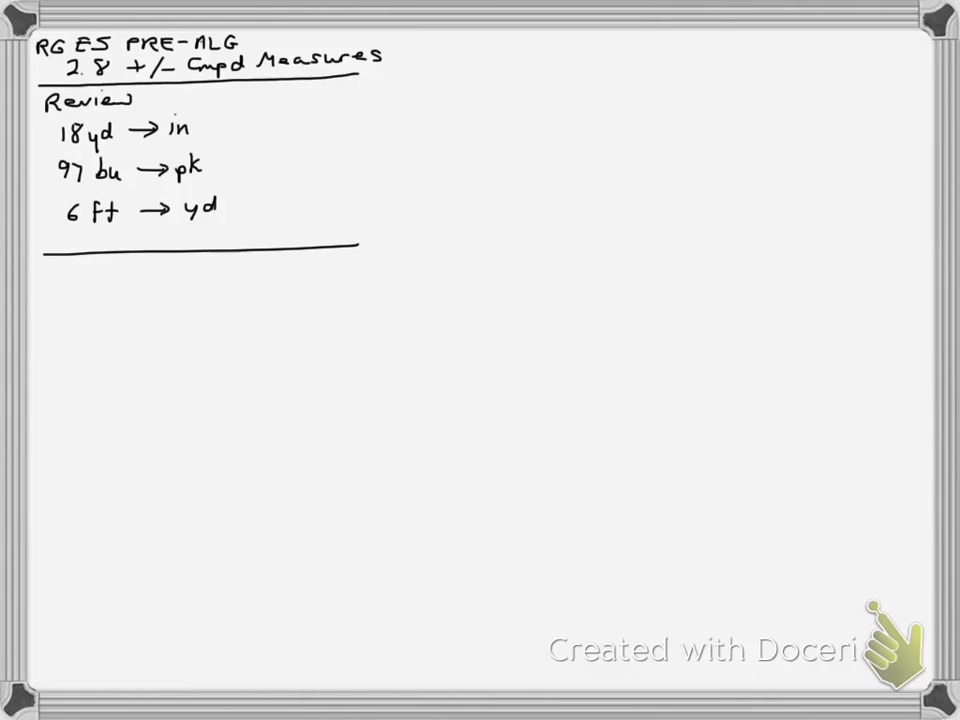 RG ES PRE-ALG
2.8 +/- Cmpd Measures
Review
18 yd → in
97 bu → pk
6 ft → yd
Created with Doceri